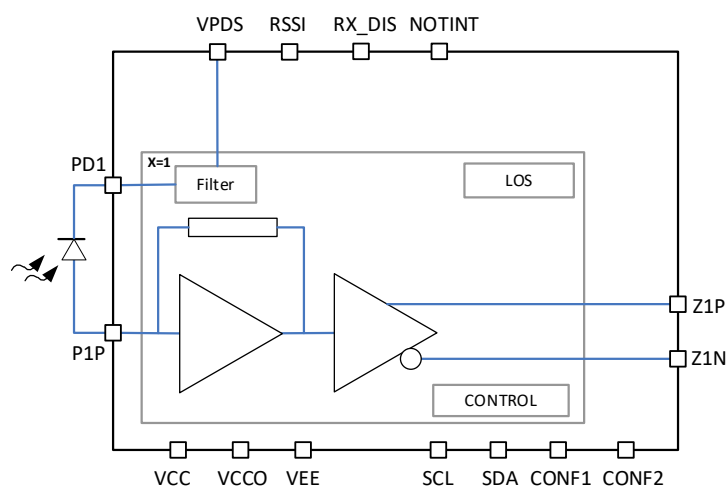 VPDS RSSI RX_DIS NOTINT
X=1
PD1
Filter
LOS
Z1P
P1P
Z1N
CONTROL
VCC VCCO VEE SCL SDA CONF1 CONF2